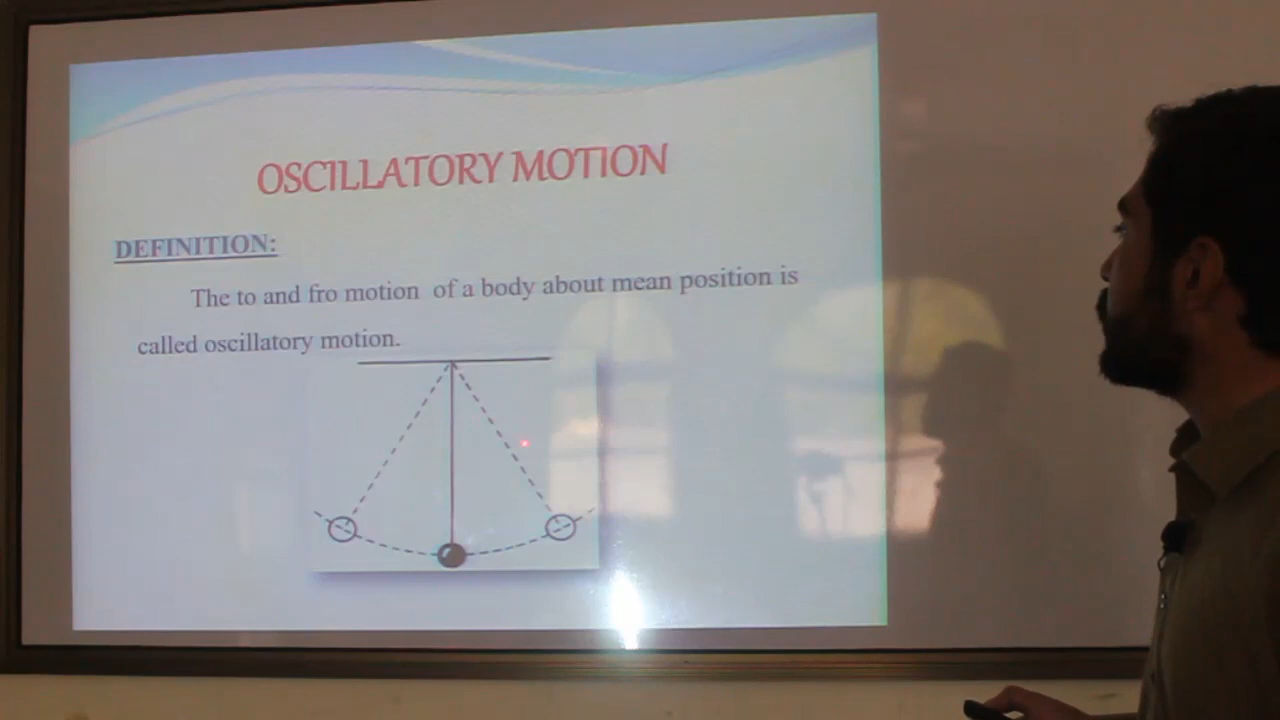 OSCILLATORY MOTION
DEFINITION:
The to and fro motion of a body about mean position is
called oscillatory motion.